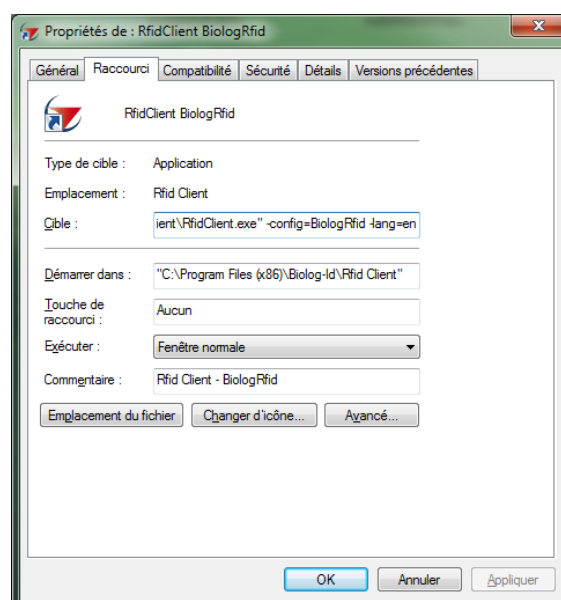 Propriétés de : RfidClient BiologRfid
Général Raccourci Compatibilité Sécurité Détails Versions précédentes
RfidClient BiologRfid
Type de cible : Application
Emplacement : Rfid Client
Cible : ient\RfidClient.exe" -config=BiologRfid -lang=en
Démarrer dans : "C:\Program Files (x86)\Biolog-Id\Rfid Client"
Touche de
raccourci : Aucun
Exécuter : Fenêtre normale
Commentaire : Rfid Client - BiologRfid
Emplacement du fichier Changer d'icône... Avancé...
OK Annuler Appliquer